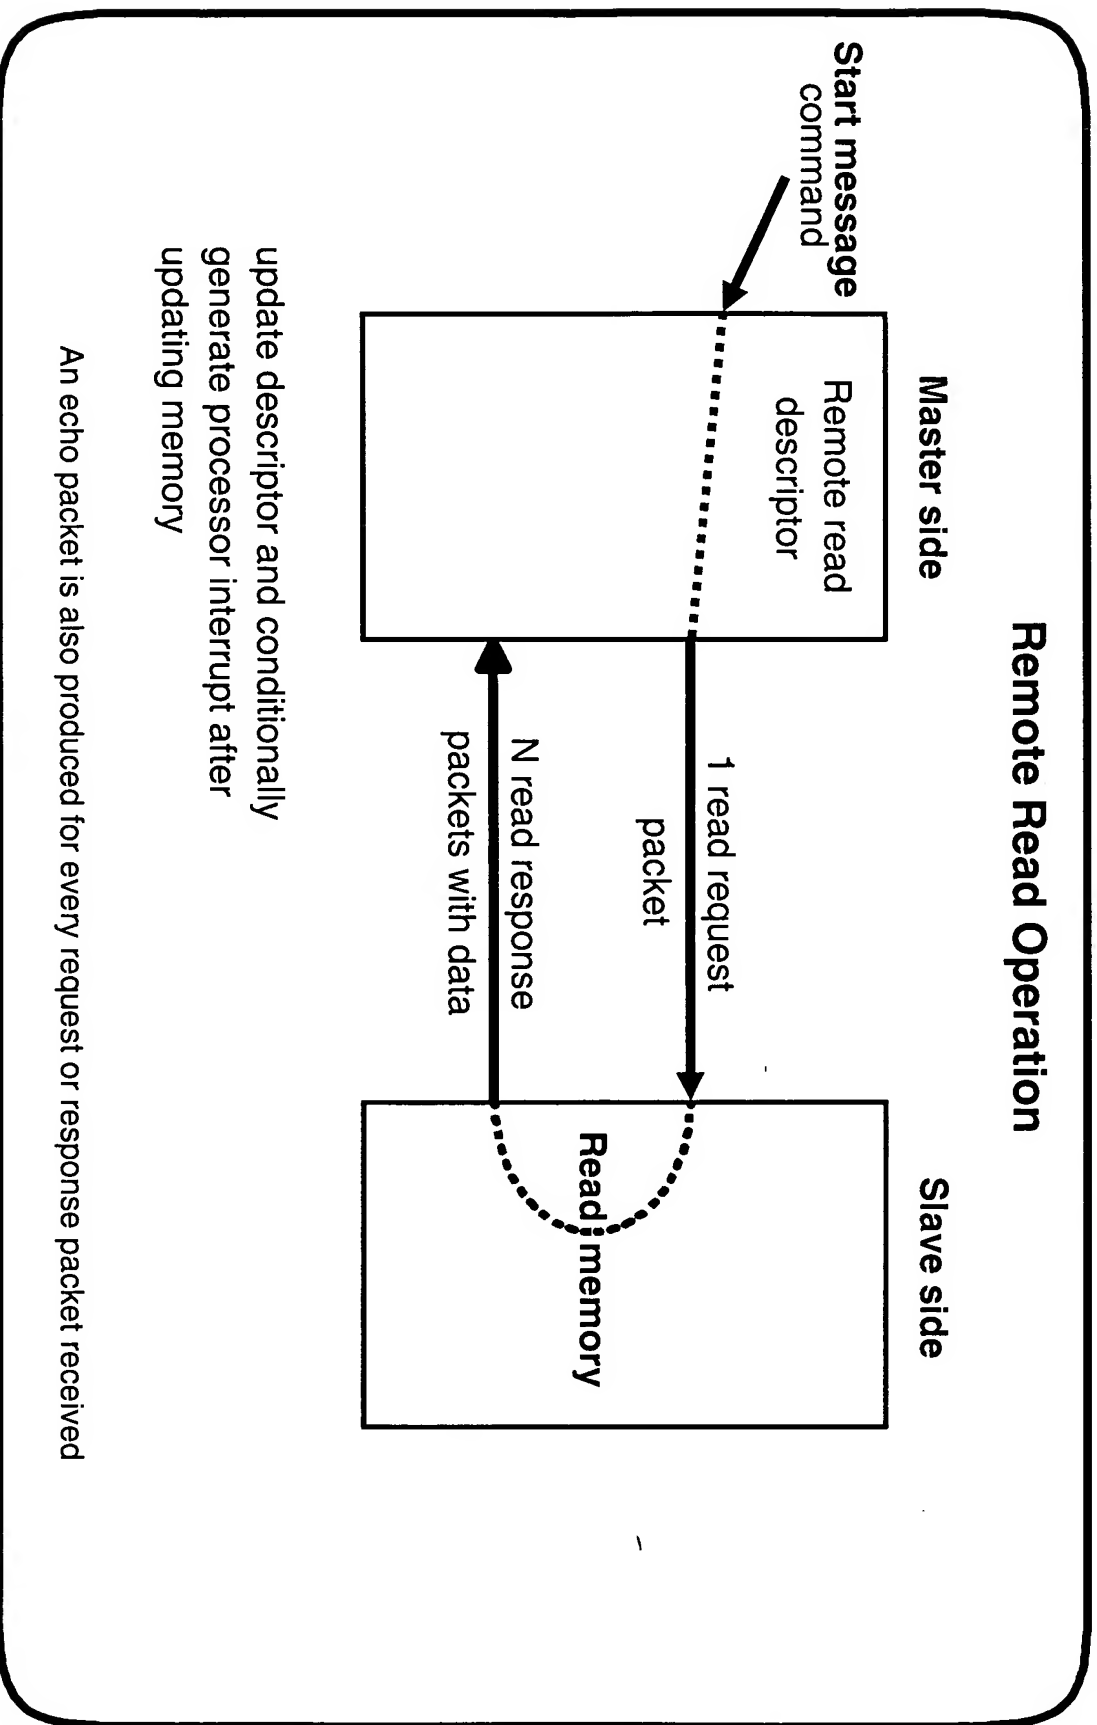 Remote Read Operation
Master side
Slave side
Start message
command
Remote read
descriptor
1 read request
packet
N read response
packets with data
Read memory
update descriptor and conditionally
generate processor interrupt after
updating memory
An echo packet is also produced for every request or response packet received